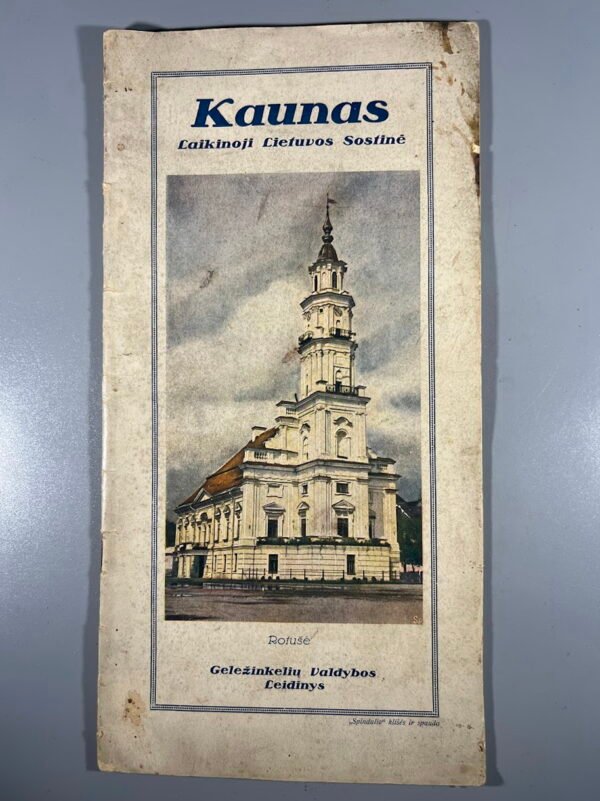 Kaunas
Laikinoji Lietuvos Sostinė
Rotušė
Geležinkelių Valdybos
Leidinys
„Spindulio“ klišės ir spauda